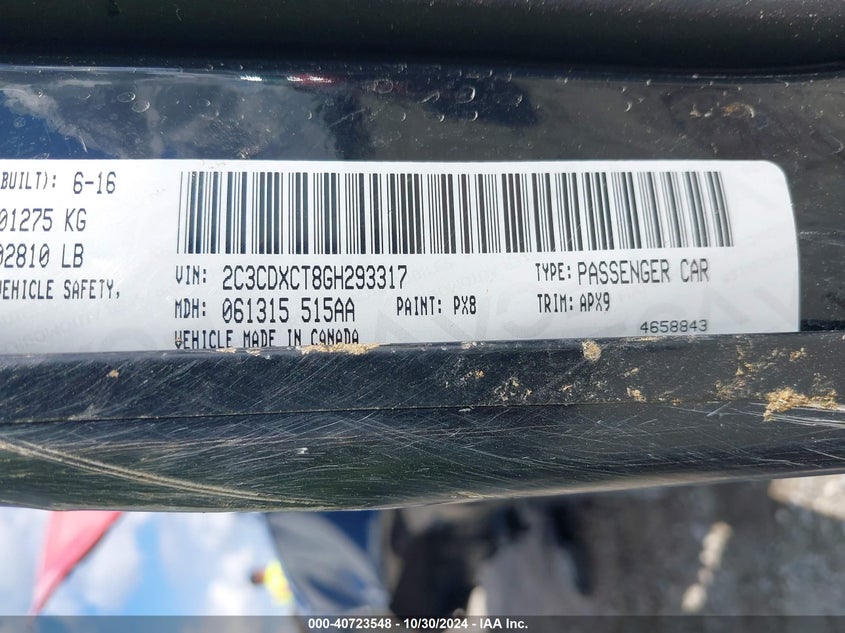 BUILT): 6-16
01275 KG
02810 LB
VEHICLE SAFETY,
VIN: 2C3CDXCT8GH293317 TYPE: PASSENGER CAR
MDH: 061315 515AA PAINT: PX8 TRIM: APX9
VEHICLE MADE IN CANADA 4658843
000-40723548 - 10/30/2024 - IAA Inc.